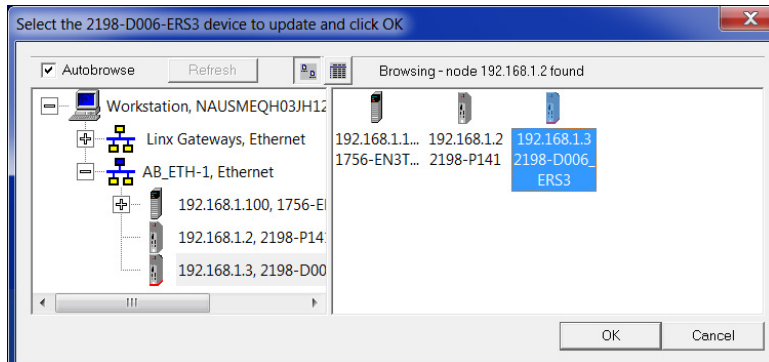 Select the 2198-D006-ERS3 device to update and click OK
Autobrowse
Refresh
Browsing - node 192.168.1.2 found
Workstation, NAUSMEQH03JH12
Linx Gateways, Ethernet
AB_ETH-1, Ethernet
192.168.1.100, 1756-E
192.168.1.2, 2198-P14
192.168.1.3, 2198-D00
192.168.1.1... 192.168.1.2 192.168.1.3
1756-EN3T... 2198-P141 2198-D006_
ERS3
OK
Cancel